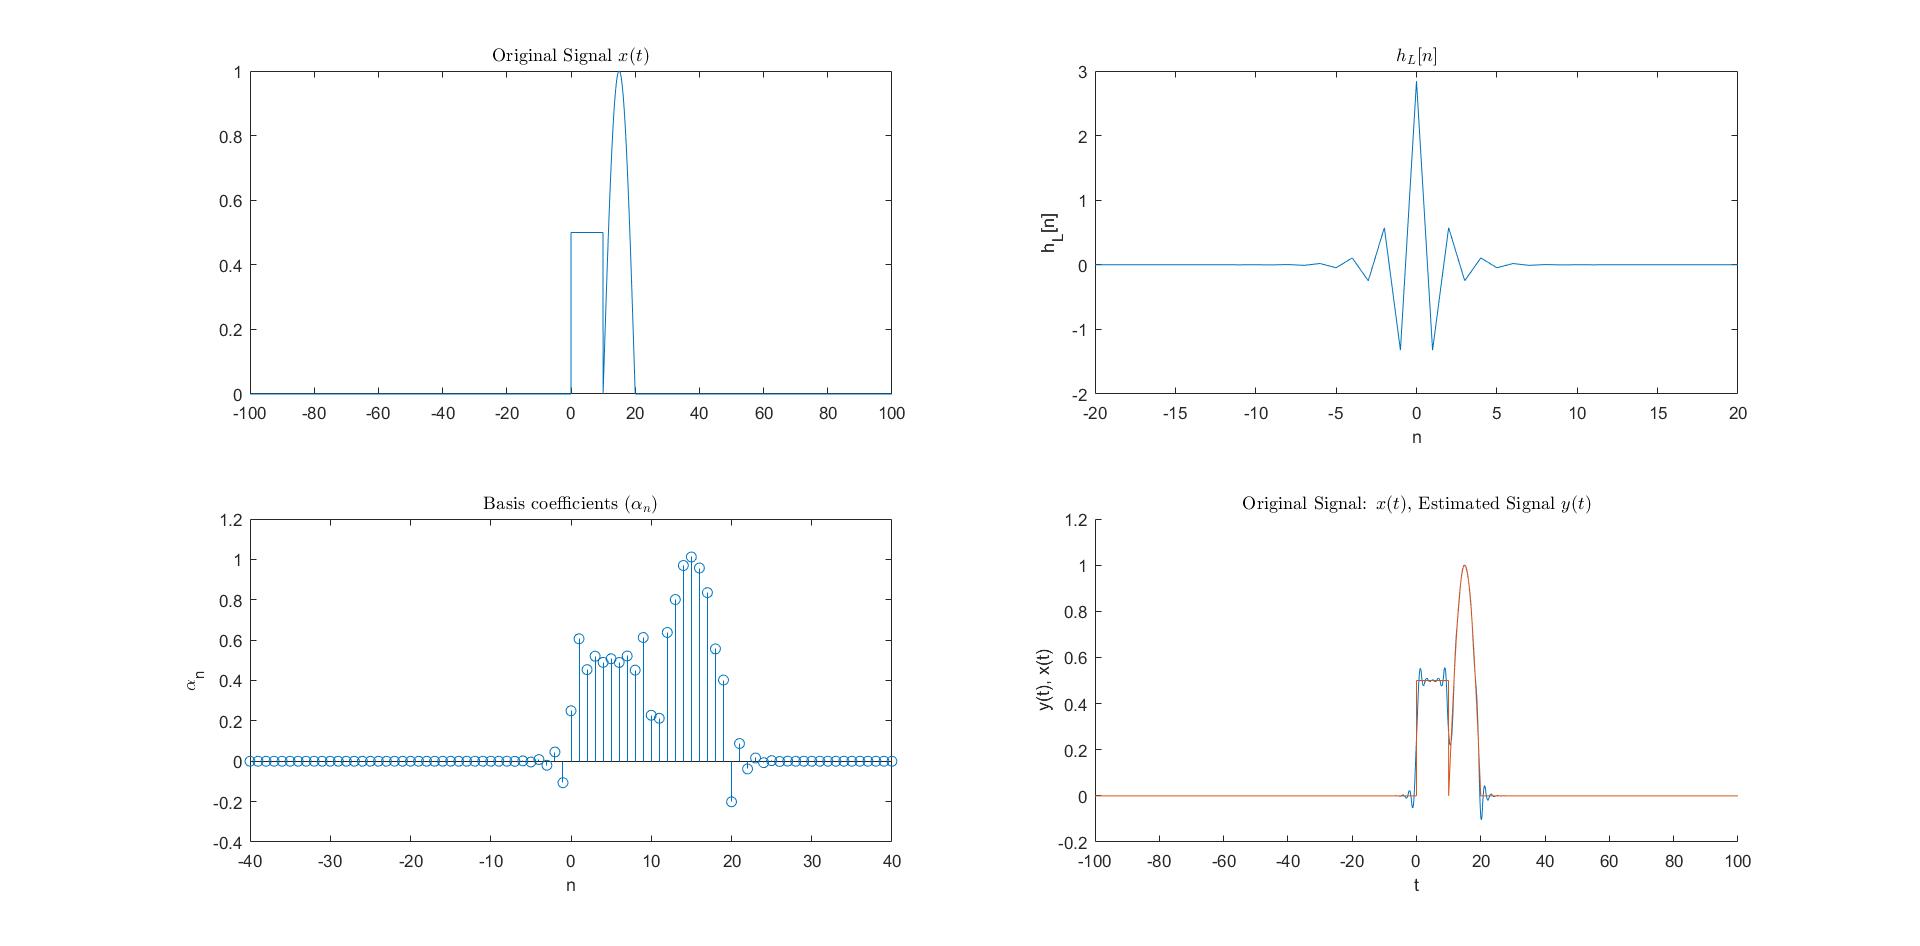 Original Signal x(t)
1
0.8
0.6
0.4
0.2
0
-100 -80 -60 -40 -20 0 20 40 60 80 100
h_L[n]
3
2
1
0
-1
-2
h_L[n]
-20 -15 -10 -5 0 5 10 15 20
n
Basis coefficients (α_n)
1.2
1
0.8
0.6
0.4
0.2
0
-0.2
-0.4
α_n
-40 -30 -20 -10 0 10 20 30 40
n
Original Signal: x(t), Estimated Signal y(t)
1.2
1
0.8
0.6
0.4
0.2
0
-0.2
y(t), x(t)
-100 -80 -60 -40 -20 0 20 40 60 80 100
t